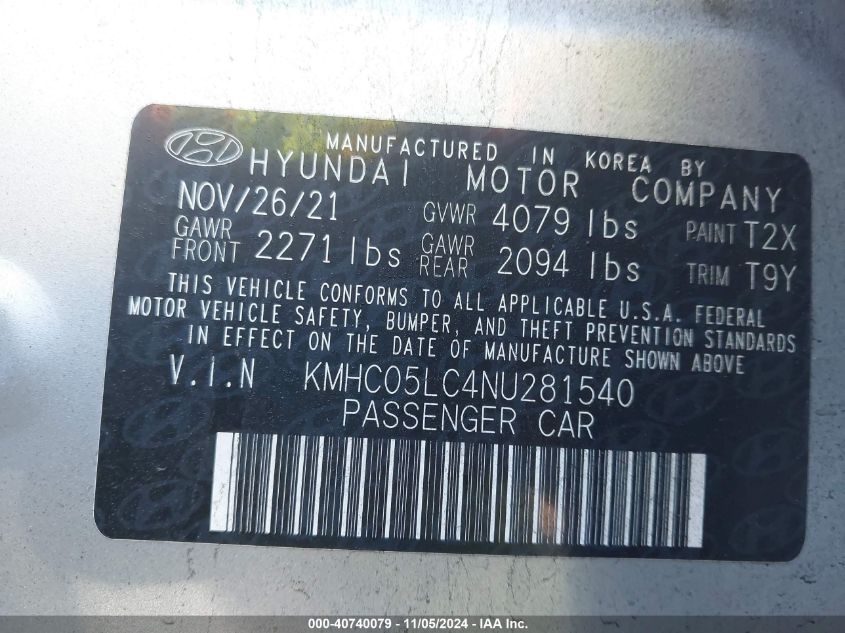 MANUFACTURED IN KOREA BY
HYUNDAI MOTOR COMPANY
NOV/26/21 GVWR 4079 lbs PAINT T2X
GAWR FRONT 2271 lbs GAWR REAR 2094 lbs TRIM T9Y
THIS VEHICLE CONFORMS TO ALL APPLICABLE U.S.A. FEDERAL
MOTOR VEHICLE SAFETY, BUMPER, AND THEFT PREVENTION STANDARDS
IN EFFECT ON THE DATE OF MANUFACTURE SHOWN ABOVE
V.I.N KMHC05LC4NU281540
PASSENGER CAR
000-40740079 - 11/05/2024 - IAAI.com